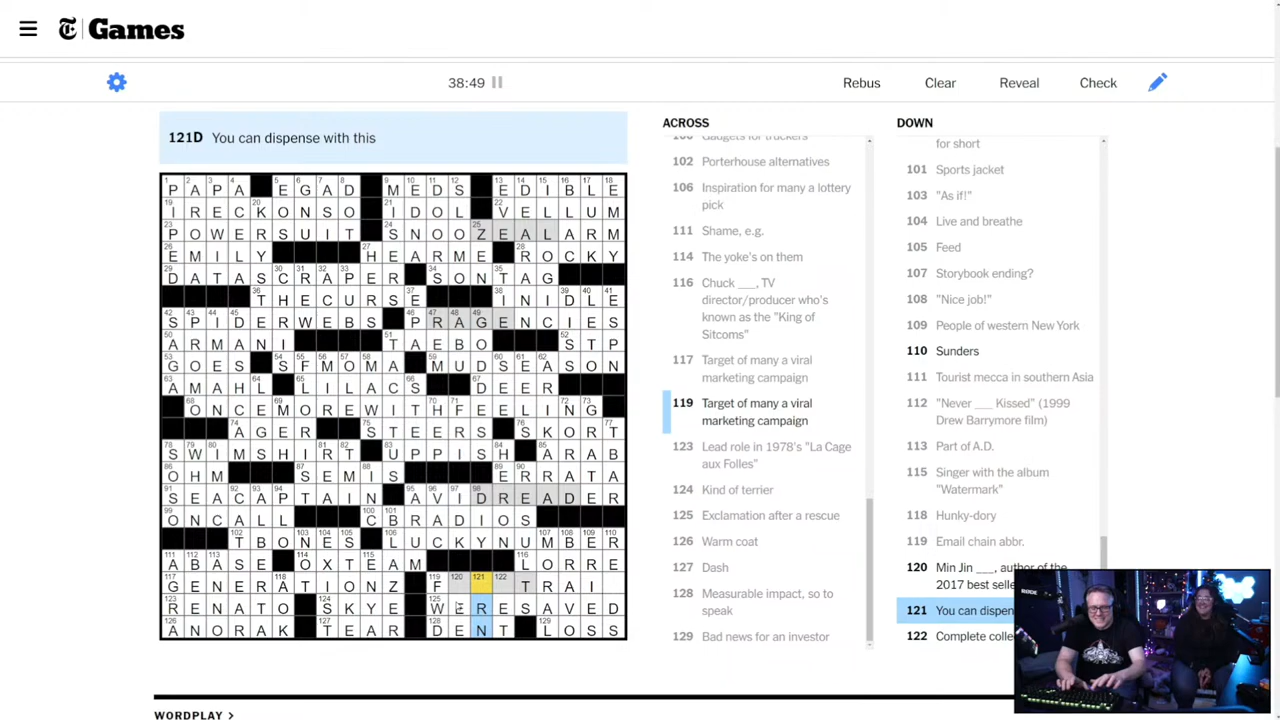 Games
38:49
Rebus
Clear
Reveal
Check
121D You can dispense with this
PAPA EGAD MEDS EDIBLE
IRECKONSO IDOL VELLUM
POWERSUIT SNOOZEALARM
EMILY HEARME ROCKY
DATASCIPPER SONTAG
THECURSE INIDLE
SPIDERWEBS PRAGENCIES
ARMANI TAEBO STP
GOES SFMOMA MUDSEASON
AMAHL LILACS DEER
ONCEMOREWITHFEELING
AGER STEERS SKORT
SWIMSHIRT UPPISH ARAB
OHM SEMIS ERRATA
SEACAPTAIN AVIDREADER
ONCALL CBRADIOS
TBONES LUCKYNUMBER
ABASE OXTEAM LORRE
GENERATIONZ F TRAI
RENATO SKYE W RESAVED
ANORAK TEAR DENT LOSS
ACROSS
106 Gadgets for truckers
102 Porterhouse alternatives
106 Inspiration for many a lottery
pick
111 Shame, e.g.
114 The yoke's on them
116 Chuck ___, TV
director/producer who's
known as the "King of
Sitcoms"
117 Target of many a viral
marketing campaign
119 Target of many a viral
marketing campaign
123 Lead role in 1978's "La Cage
aux Folles"
124 Kind of terrier
125 Exclamation after a rescue
126 Warm coat
127 Dash
128 Measurable impact, so to
speak
129 Bad news for an investor
DOWN
for short
101 Sports jacket
103 "As if!"
104 Live and breathe
105 Feed
107 Storybook ending?
108 "Nice job!"
109 People of western New York
110 Sunders
111 Tourist mecca in southern Asia
112 "Never ___ Kissed" (1999
Drew Barrymore film)
113 Part of A.D.
115 Singer with the album
"Watermark"
118 Hunky-dory
119 Email chain abbr.
120 Min Jin ___, author of the
2017 best selle
121 You can dispen
122 Complete colle
WORDPLAY >